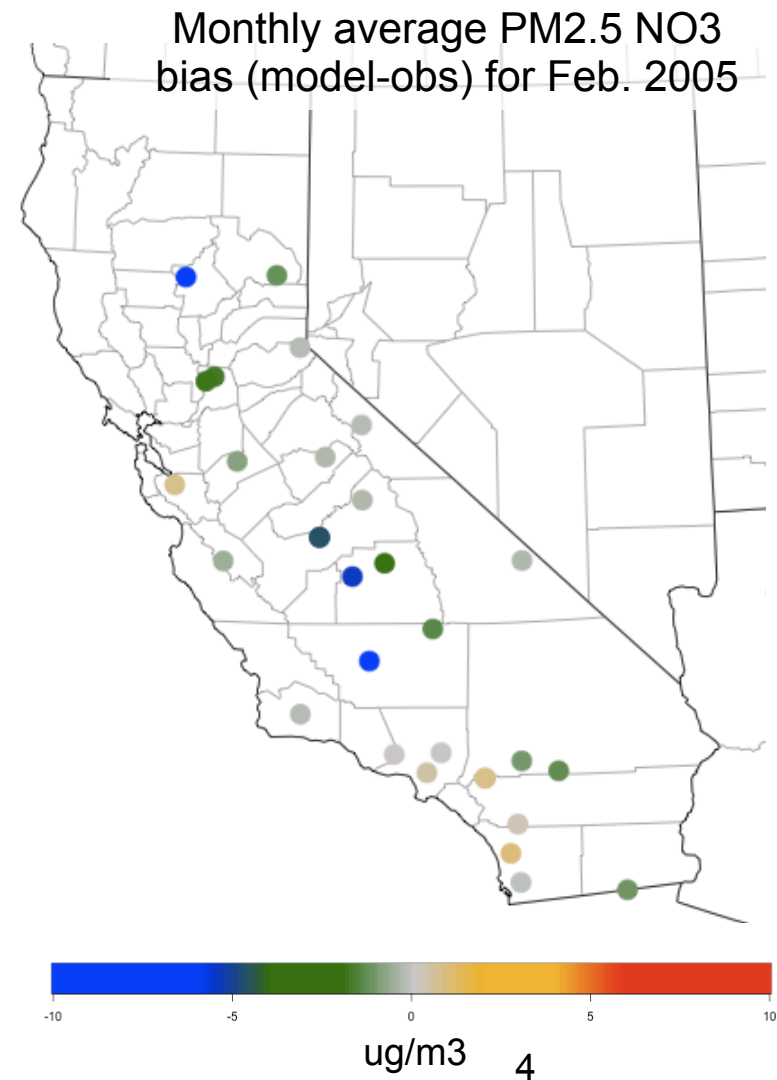 Monthly average PM2.5 NO3
bias (model-obs) for Feb. 2005
-10 -5 0 5 10
ug/m3
4